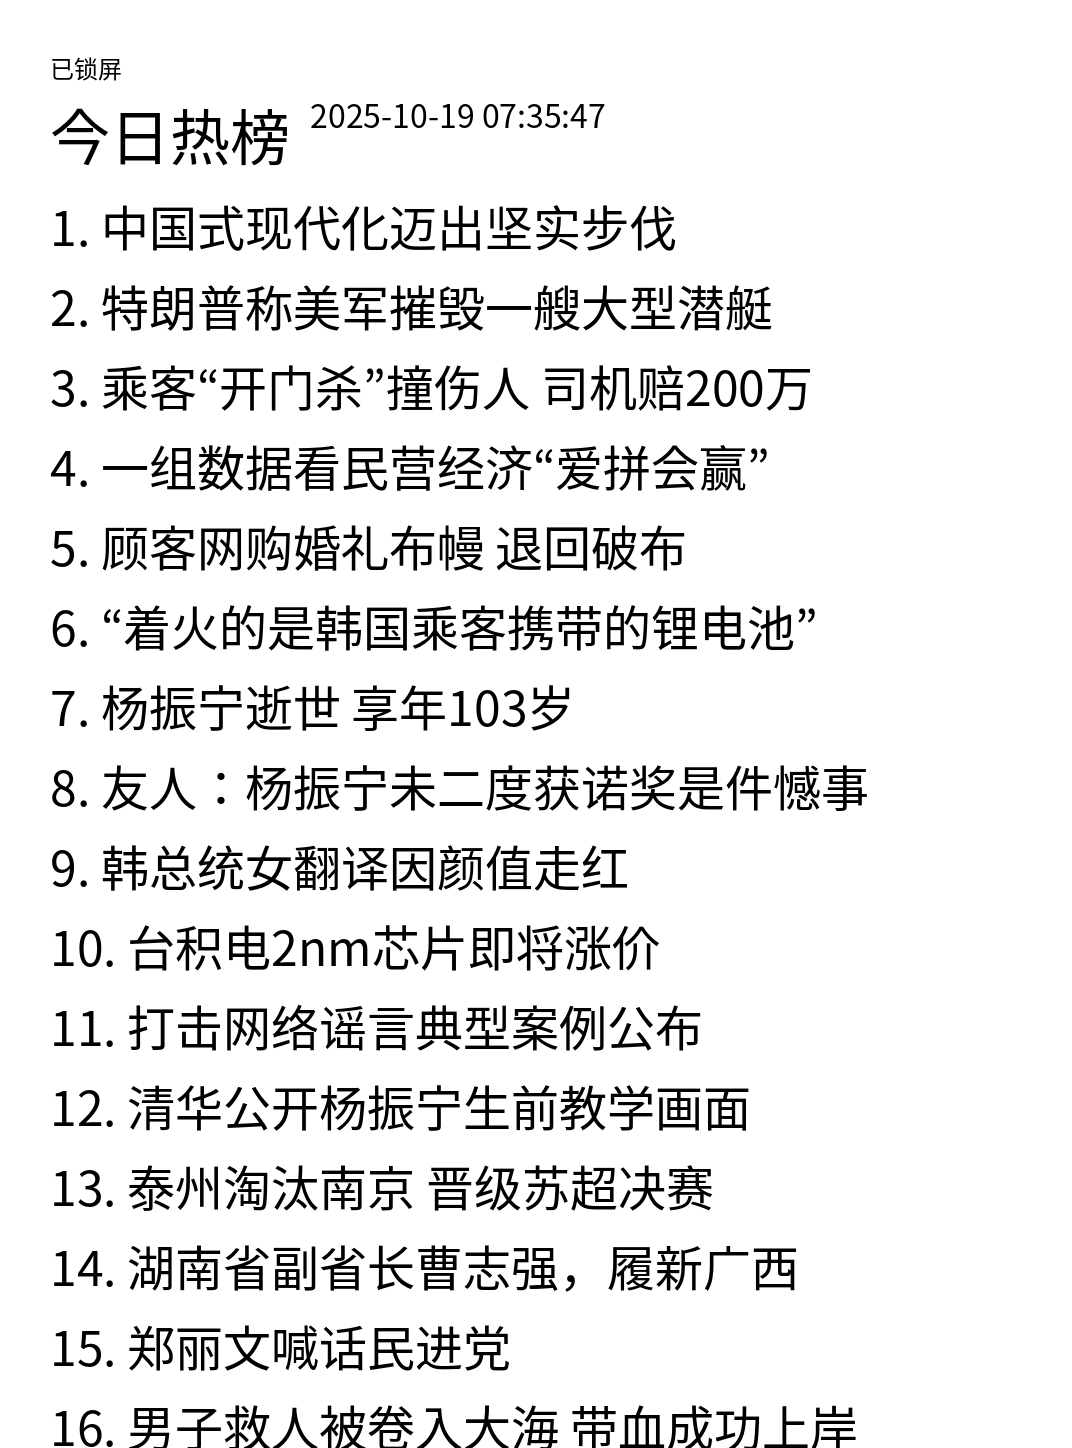 已锁屏
今日热榜 2025-10-19 07:35:47
1. 中国式现代化迈出坚实步伐
2. 特朗普称美军摧毁一艘大型潜艇
3. 乘客“开门杀”撞伤人 司机赔200万
4. 一组数据看民营经济“爱拼会赢”
5. 顾客网购婚礼布幔 退回破布
6. “着火的是韩国乘客携带的锂电池”
7. 杨振宁逝世 享年103岁
8. 友人：杨振宁未二度获诺奖是件憾事
9. 韩总统女翻译因颜值走红
10. 台积电2nm芯片即将涨价
11. 打击网络谣言典型案例公布
12. 清华公开杨振宁生前教学画面
13. 泰州淘汰南京 晋级苏超决赛
14. 湖南省副省长曹志强，履新广西
15. 郑丽文喊话民进党
16. 男子救人被卷入大海 带血成功上岸